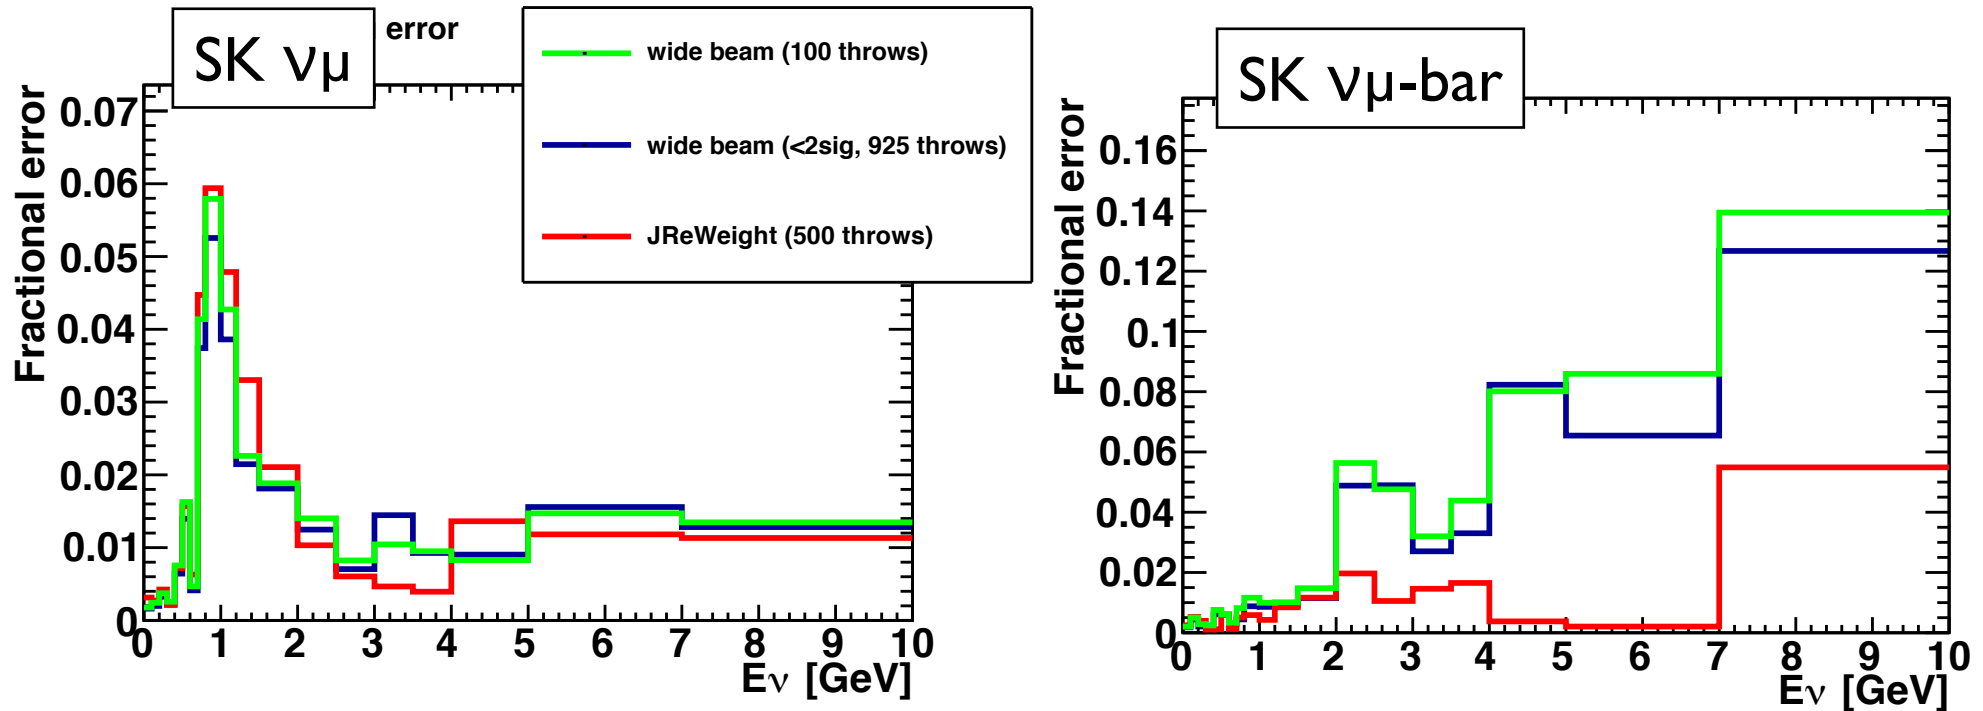 SK νμ
error
wide beam (100 throws)
wide beam (<2sig, 925 throws)
JReWeight (500 throws)
Fractional error
0.07
0.06
0.05
0.04
0.03
0.02
0.01
0
0 1 2 3 4 5 6 7 8 9 10
Eν [GeV]
SK νμ-bar
Fractional error
0.16
0.14
0.12
0.1
0.08
0.06
0.04
0.02
0
0 1 2 3 4 5 6 7 8 9 10
Eν [GeV]